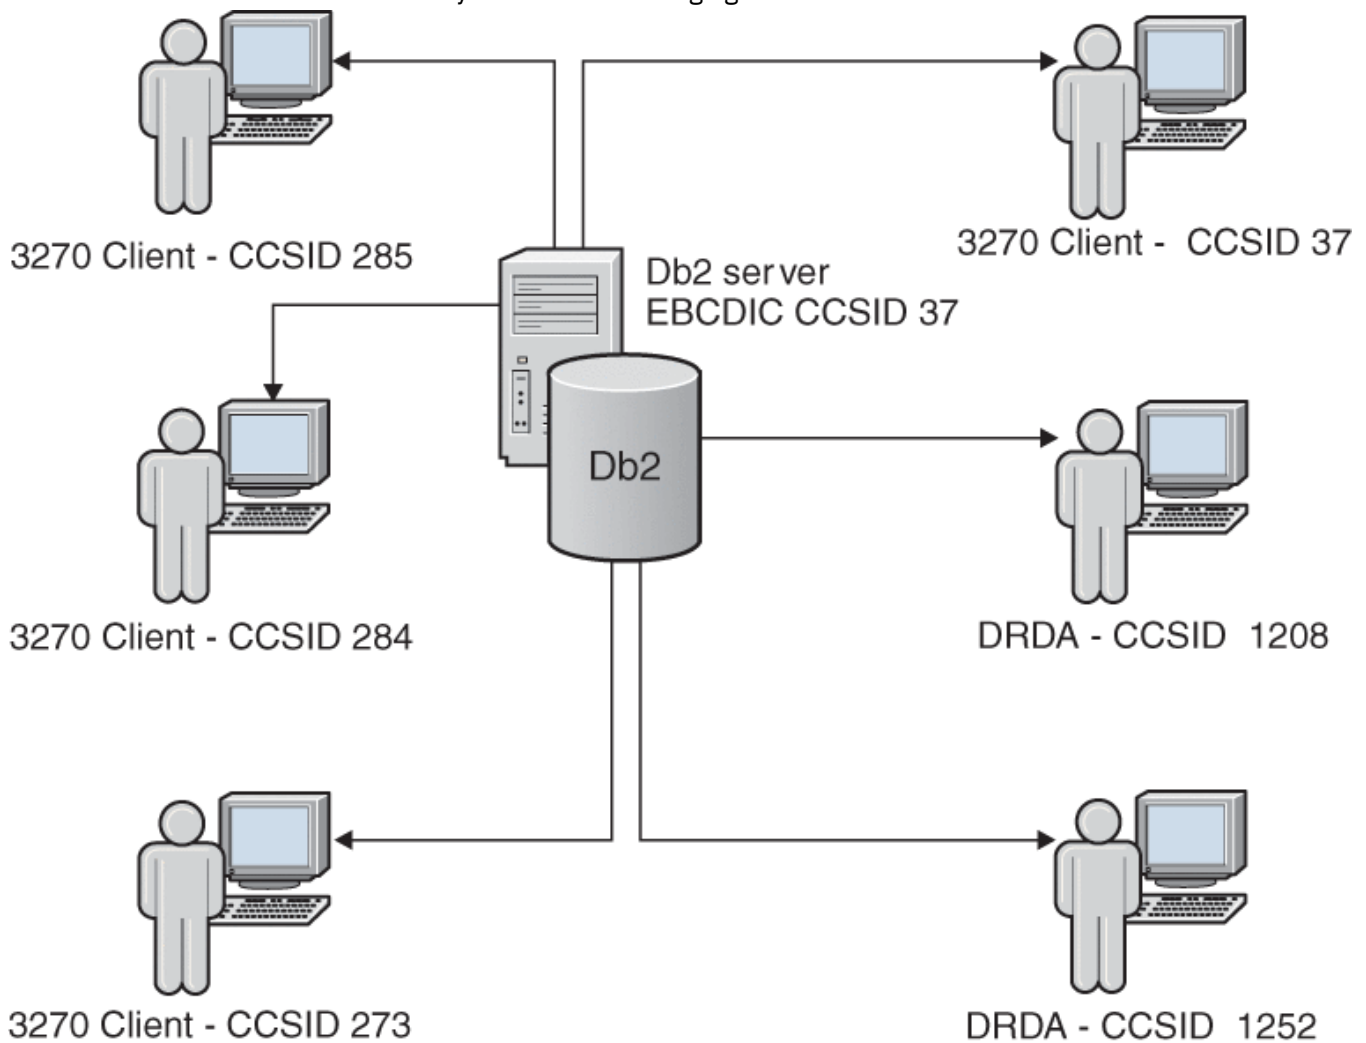 3270 Client - CCSID 285
3270 Client - CCSID 37
Db2 server
EBCDIC CCSID 37
Db2
3270 Client - CCSID 284
DRDA - CCSID 1208
3270 Client - CCSID 273
DRDA - CCSID 1252